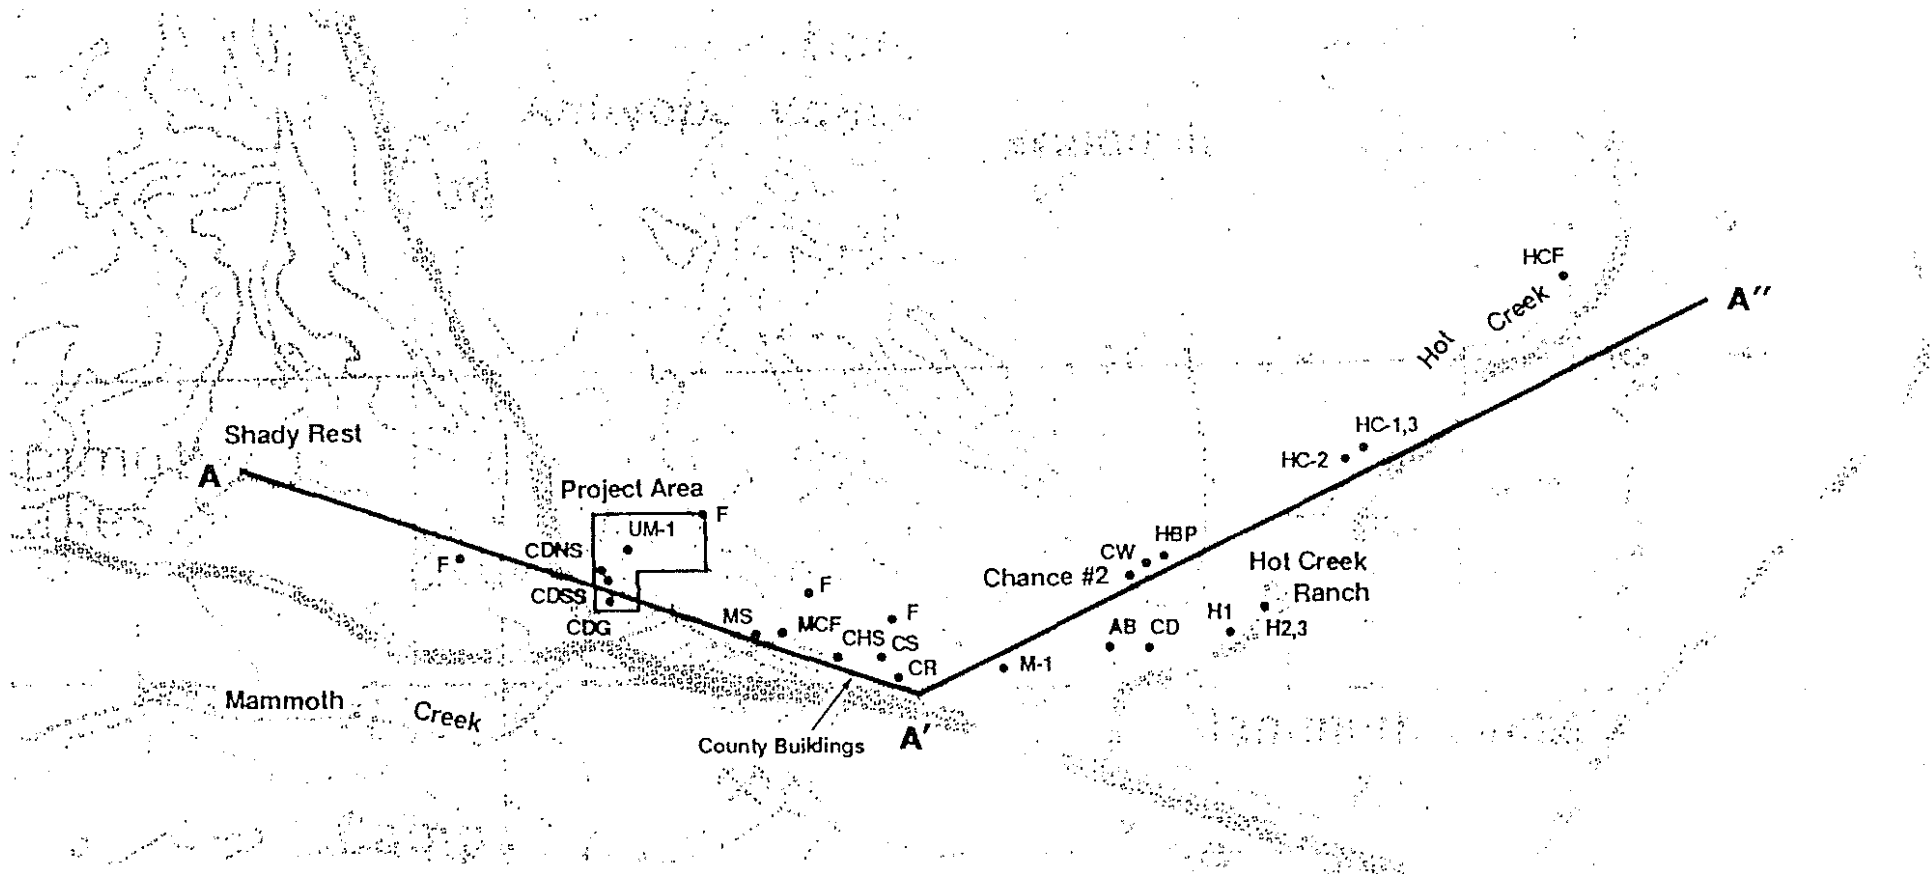 HCF
A''
Hot Creek
Shady Rest
HC-1,3
HC-2
A
Project Area
F
UM-1
CDNS
F
CDSS
CDG
F
MS
MCF
F
CHS
CS
CR
HBP
CW
Chance #2
Hot Creek
Ranch
H1
H2,3
AB
CD
M-1
Mammoth Creek
County Buildings
A'